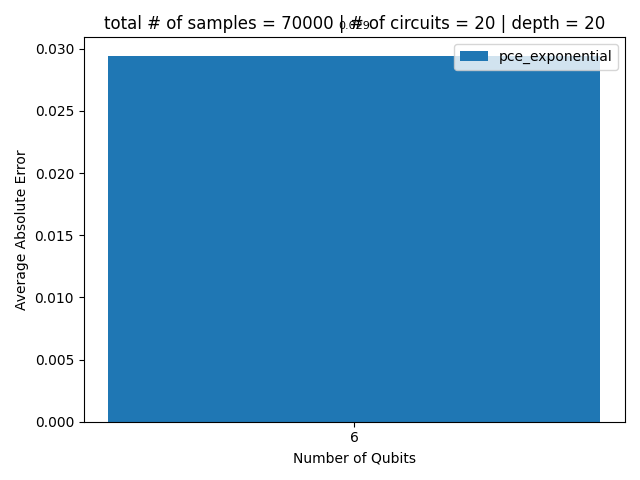 total # of samples = 70000 | # of circuits = 20 | depth = 20
0.029
pce_exponential
0.030
0.025
0.020
0.015
0.010
0.005
0.000
Average Absolute Error
6
Number of Qubits